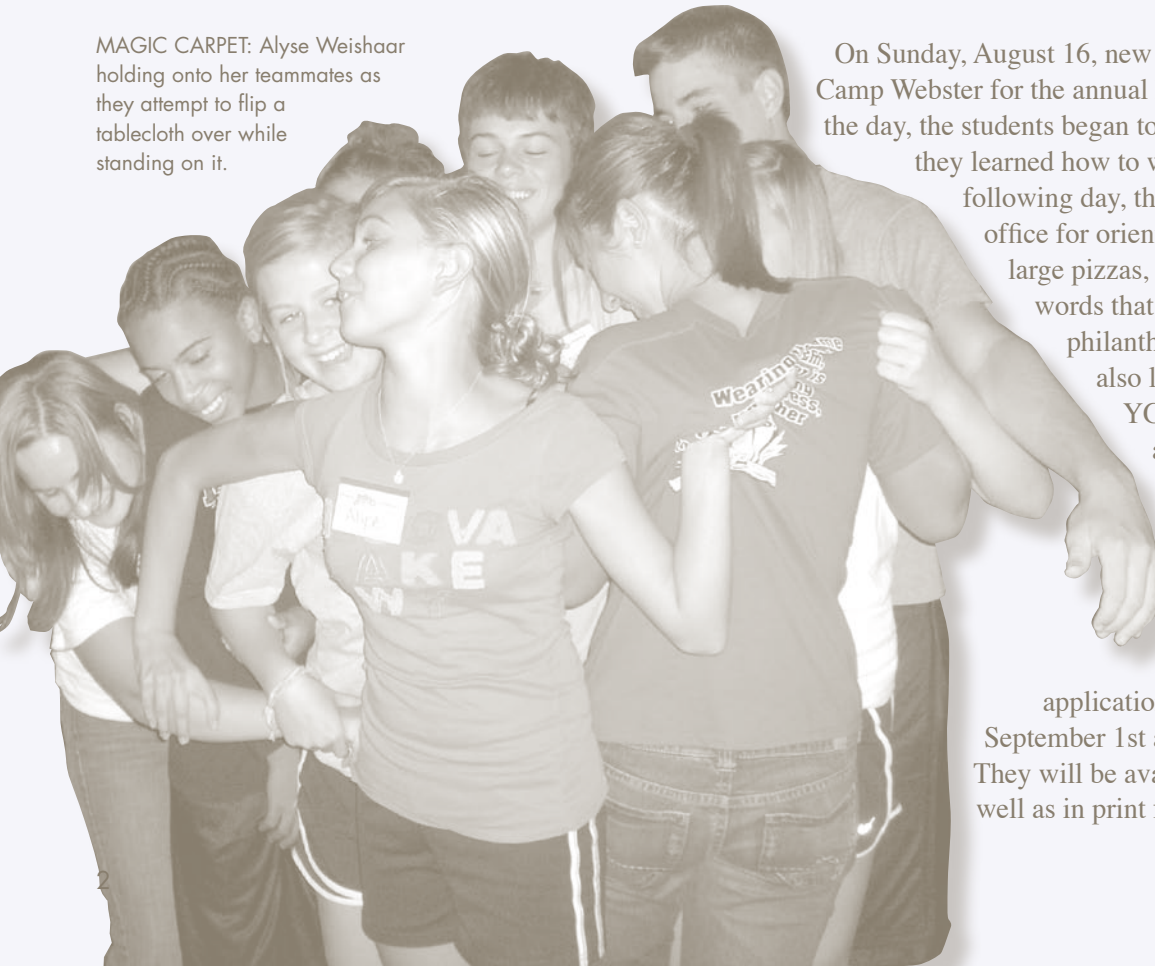 MAGIC CARPET: Alyse Weishaar
holding onto her teammates as
they attempt to flip a
tablecloth over while
standing on it.
On Sunday, August 16, new
Camp Webster for the annual
the day, the students began to
they learned how to w
following day, th
office for orien
large pizzas,
words that
philanth
also l
YO
a
applicatio
September 1st a
They will be ava
well as in print
Wearing
VA
AKE
2